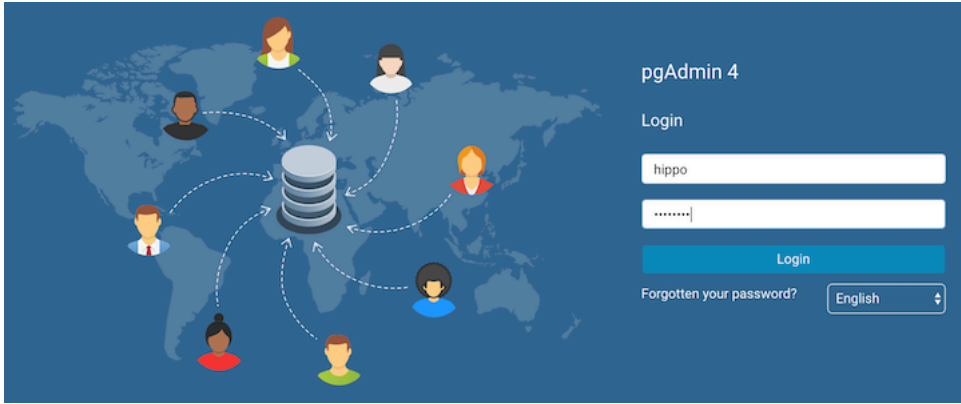 pgAdmin 4
Login
hippo
••••••••
Login
Forgotten your password?
English